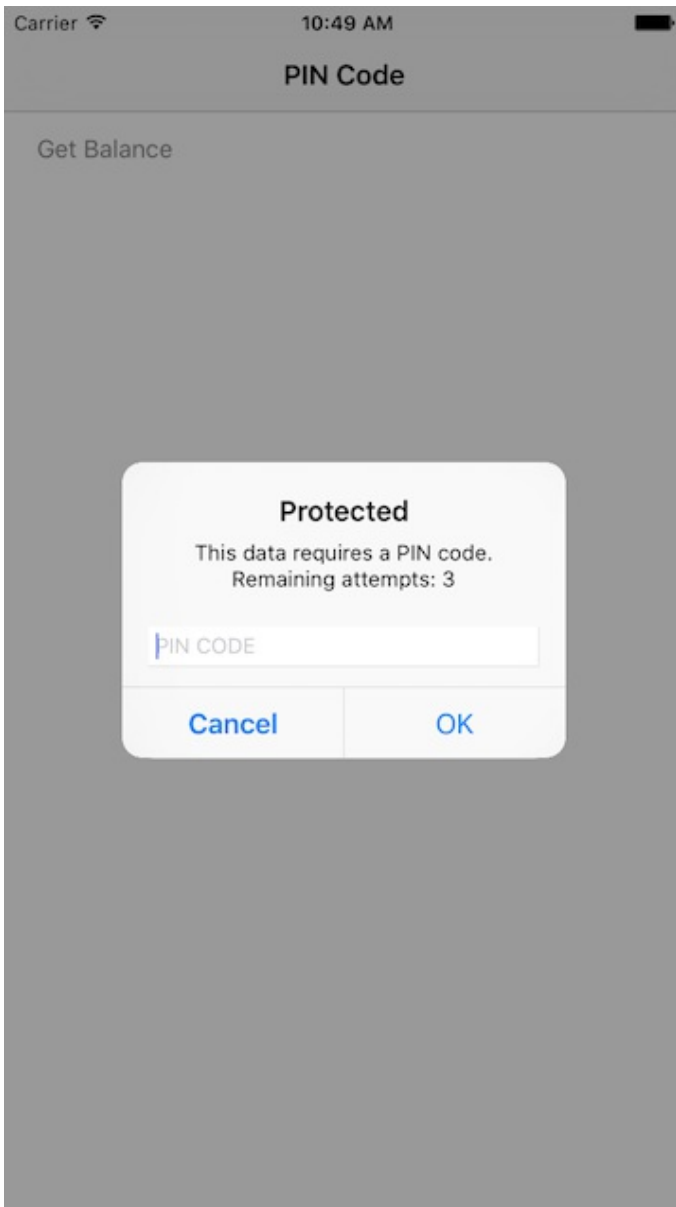 Carrier 10:49 AM
PIN Code
Get Balance
Protected
This data requires a PIN code.
Remaining attempts: 3
PIN CODE
Cancel OK